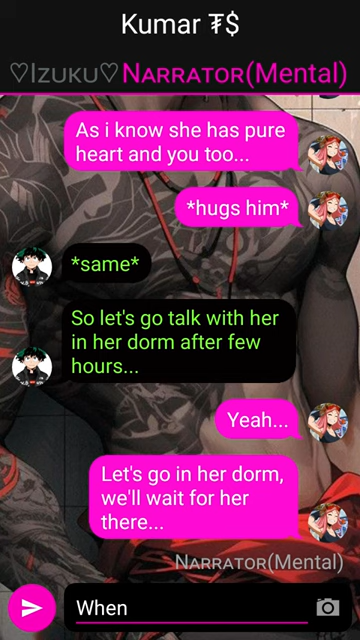 Kumar ₮$
♡Izuku♡ Narrator(Mental)
As i know she has pure
heart and you too...
*hugs him*
*same*
So let's go talk with her
in her dorm after few
hours...
Yeah...
Let's go in her dorm,
we'll wait for her
there...
Narrator(Mental)
When